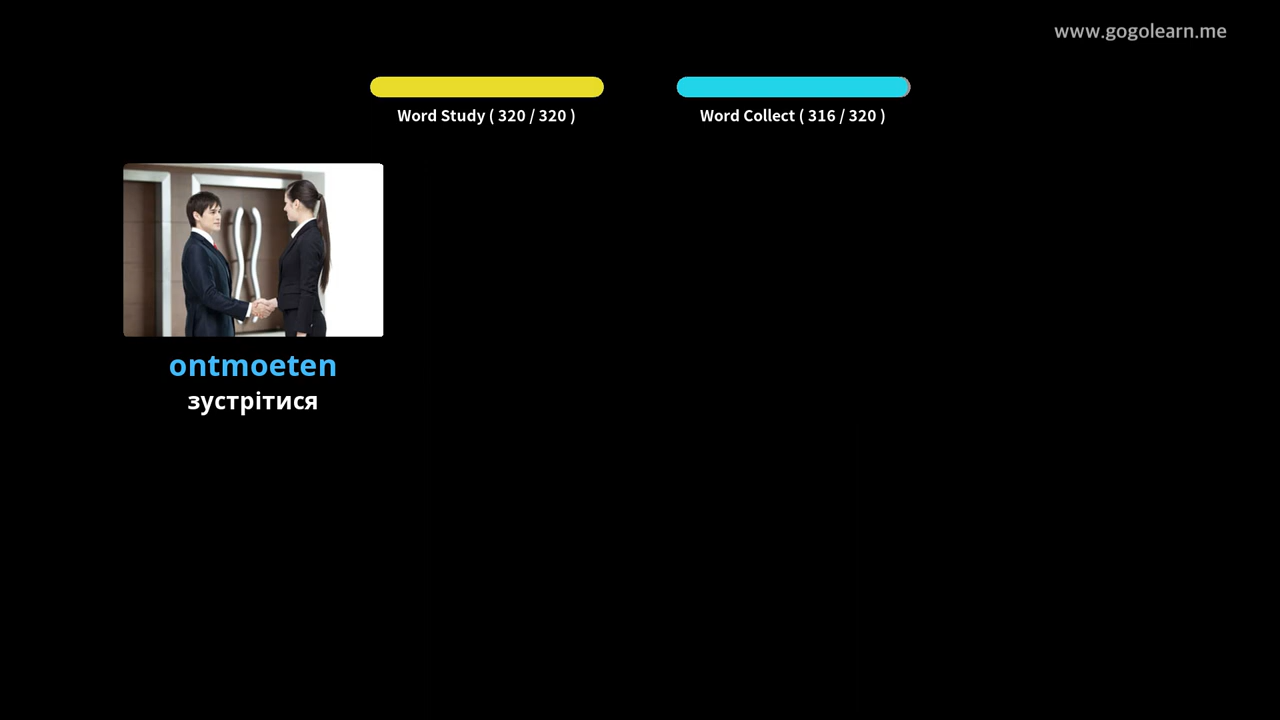 www.gogolearn.me
Word Study ( 320 / 320 )
Word Collect ( 316 / 320 )
ontmoeten
зустрітися